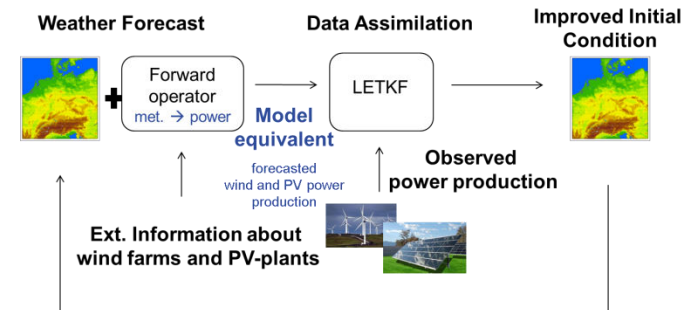 Weather Forecast
Data Assimilation
Improved Initial
Condition
Forward
operator
met. → power
LETKF
Model
equivalent
forecasted
wind and PV power
production
Observed
power production
Ext. Information about
wind farms and PV-plants